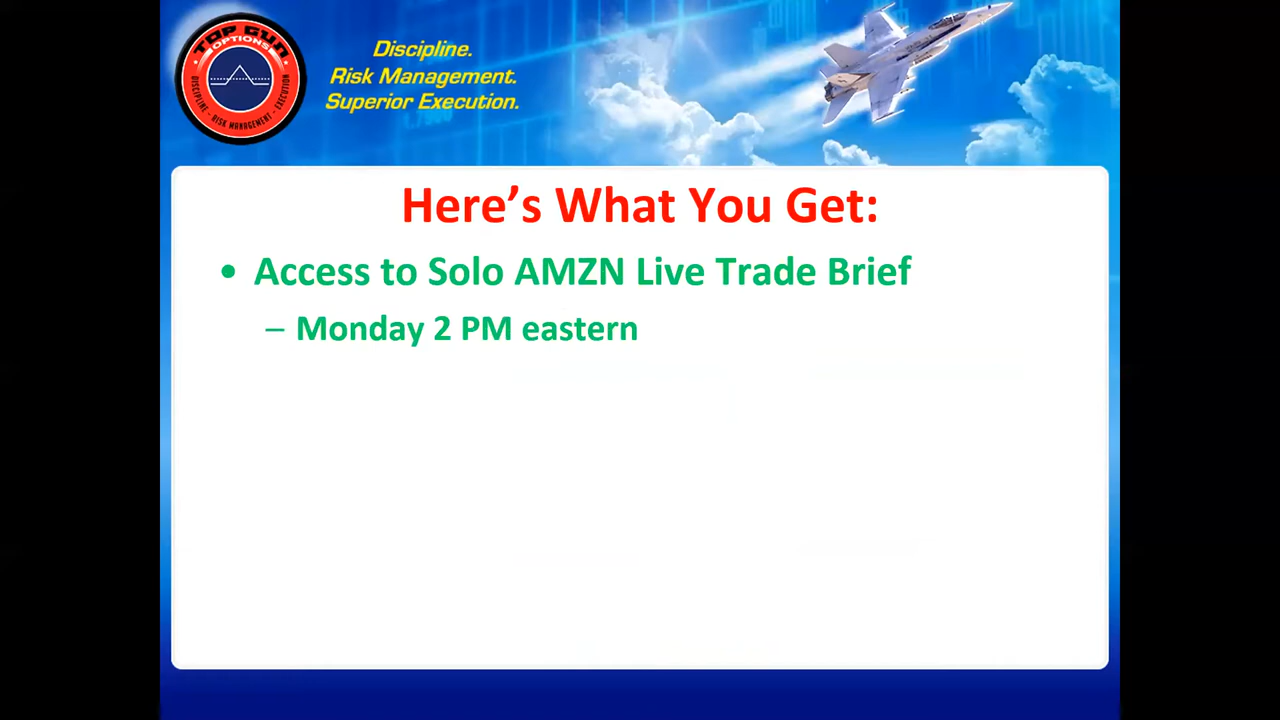 TOP GUN
OPTIONS
DISCIPLINE · RISK MANAGEMENT · EXECUTION
Discipline.
Risk Management.
Superior Execution.
Here’s What You Get:
• Access to Solo AMZN Live Trade Brief
– Monday 2 PM eastern